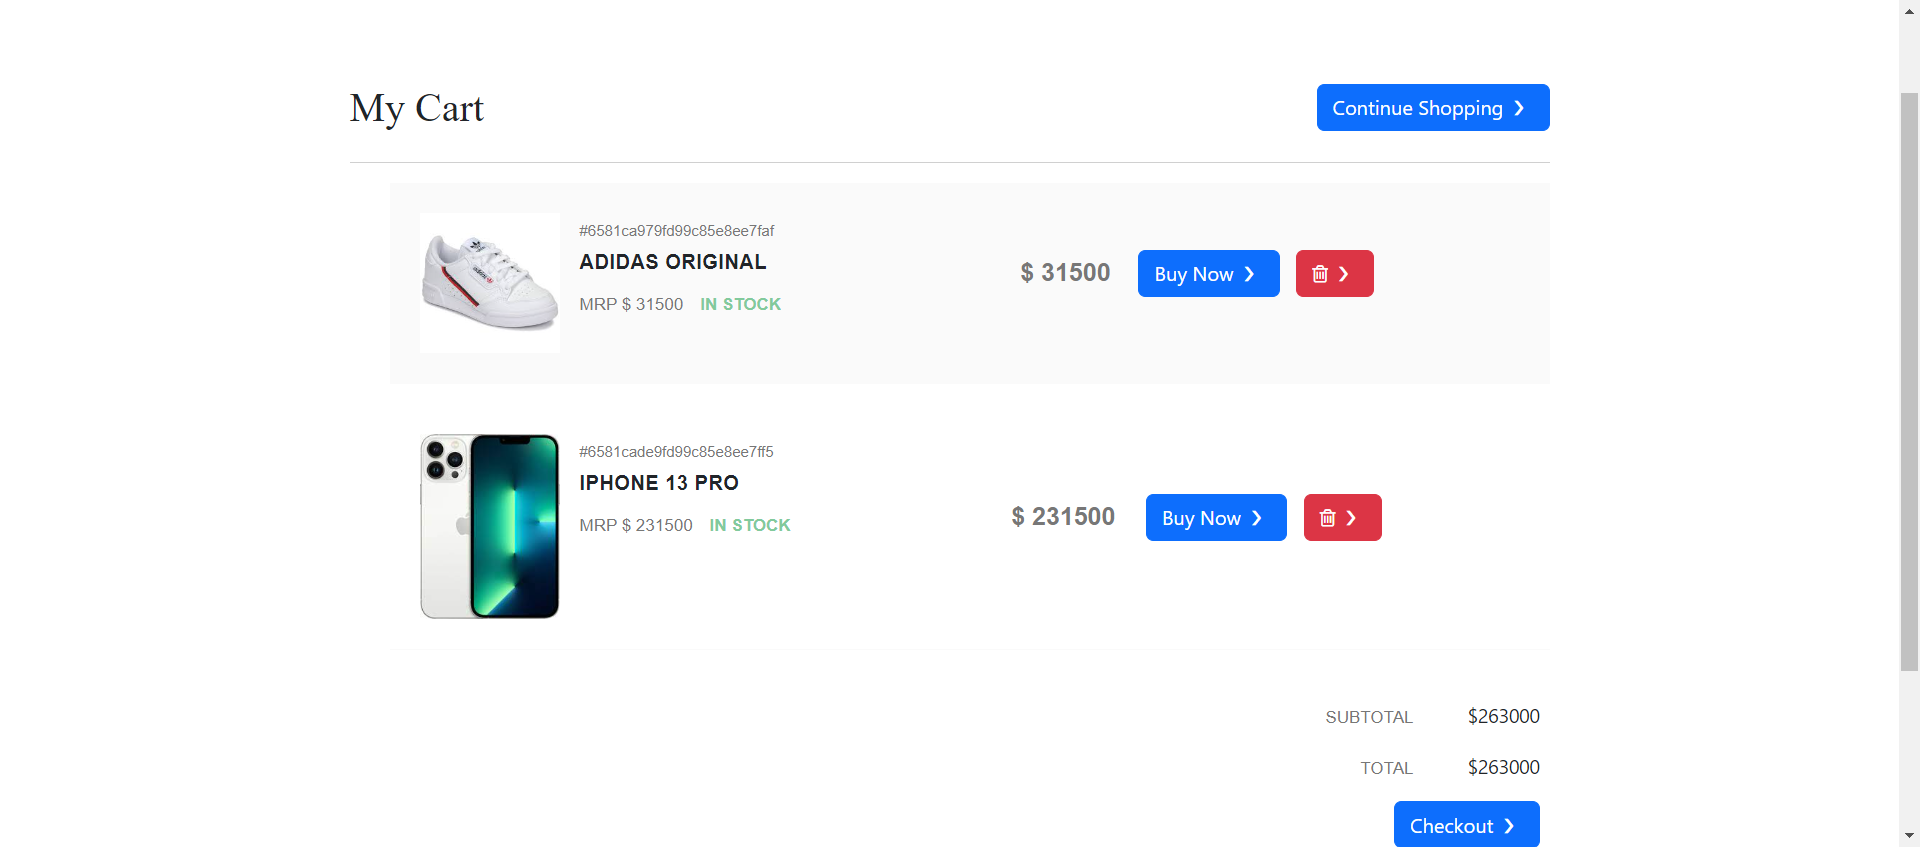 My Cart
Continue Shopping
#6581ca979fd99c85e8ee7faf
ADIDAS ORIGINAL
MRP $ 31500 IN STOCK
$ 31500
Buy Now
#6581cade9fd99c85e8ee7ff5
IPHONE 13 PRO
MRP $ 231500 IN STOCK
$ 231500
Buy Now
SUBTOTAL $263000
TOTAL $263000
Checkout